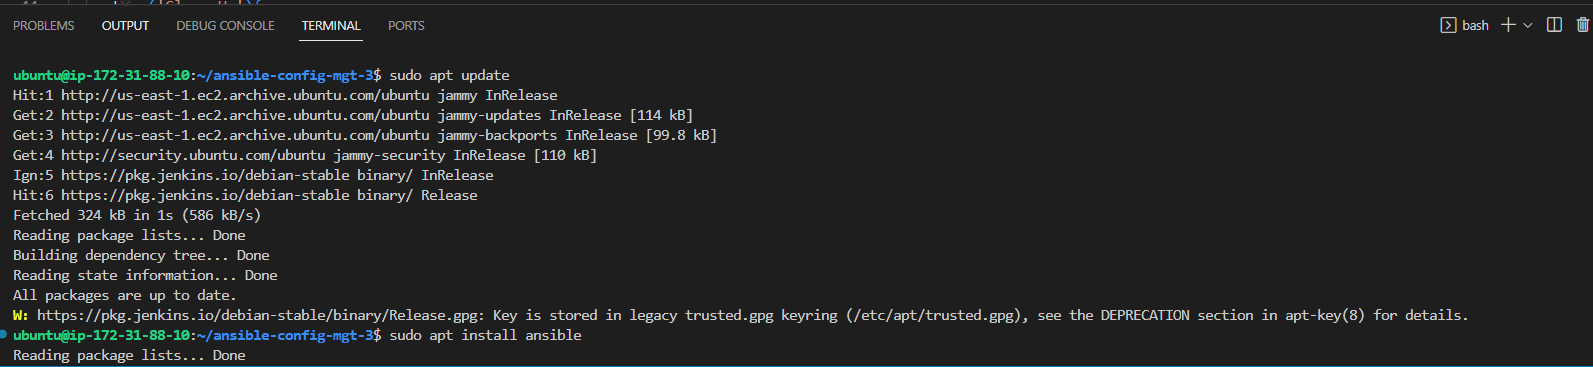 PROBLEMS OUTPUT DEBUG CONSOLE TERMINAL PORTS bash
ubuntu@ip-172-31-88-10:~/ansible-config-mgt-3$ sudo apt update
Hit:1 http://us-east-1.ec2.archive.ubuntu.com/ubuntu jammy InRelease
Get:2 http://us-east-1.ec2.archive.ubuntu.com/ubuntu jammy-updates InRelease [114 kB]
Get:3 http://us-east-1.ec2.archive.ubuntu.com/ubuntu jammy-backports InRelease [99.8 kB]
Get:4 http://security.ubuntu.com/ubuntu jammy-security InRelease [110 kB]
Ign:5 https://pkg.jenkins.io/debian-stable binary/ InRelease
Hit:6 https://pkg.jenkins.io/debian-stable binary/ Release
Fetched 324 kB in 1s (586 kB/s)
Reading package lists... Done
Building dependency tree... Done
Reading state information... Done
All packages are up to date.
W: https://pkg.jenkins.io/debian-stable/binary/Release.gpg: Key is stored in legacy trusted.gpg keyring (/etc/apt/trusted.gpg), see the DEPRECATION section in apt-key(8) for details.
ubuntu@ip-172-31-88-10:~/ansible-config-mgt-3$ sudo apt install ansible
Reading package lists... Done